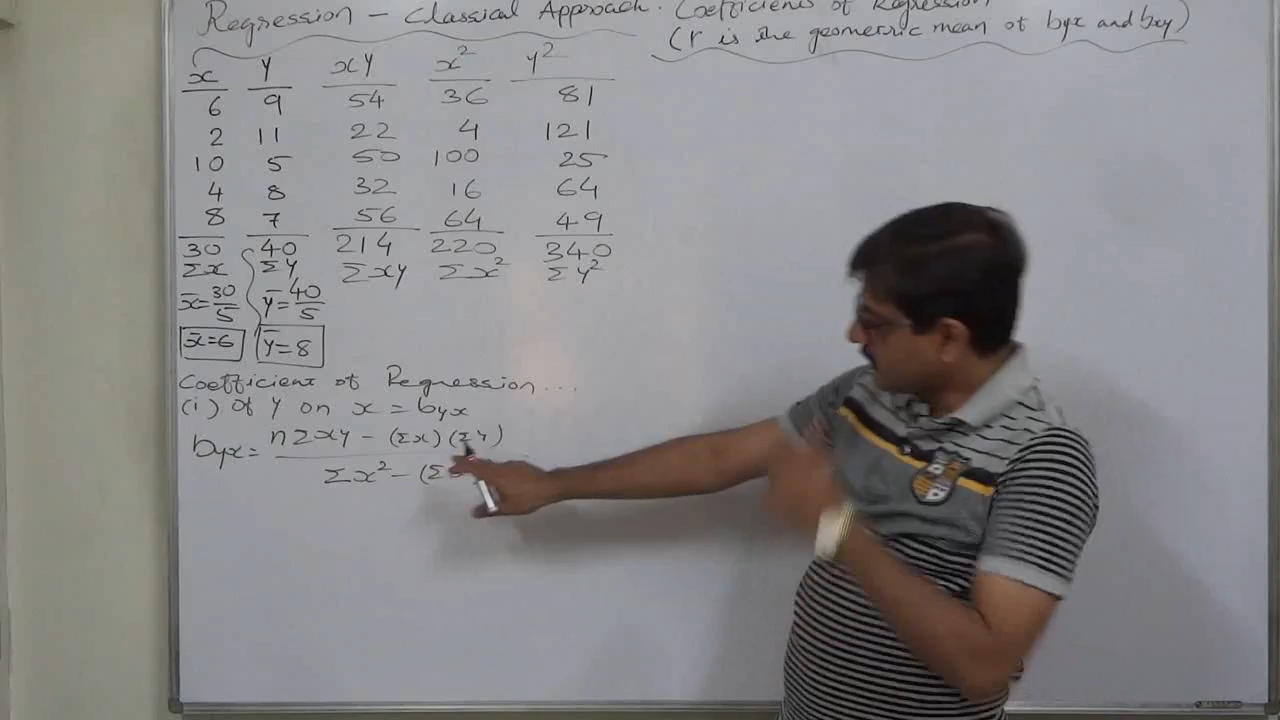 Regression - Classical Approach. Coefficients of Regression
(r is the geometric mean of byx and bxy)
x y xy x² y²
6 9 54 36 81
2 11 22 4 121
10 5 50 100 25
4 8 32 16 64
8 7 56 64 49
30 40 214 220 340
Σx Σy Σxy Σx² Σy²
x̄=30/5 ȳ=40/5
x̄=6 ȳ=8
Coefficient of Regression...
(i) Of y on x = byx
byx = nΣxy - (Σx)(Σy)
Σx² - (Σ